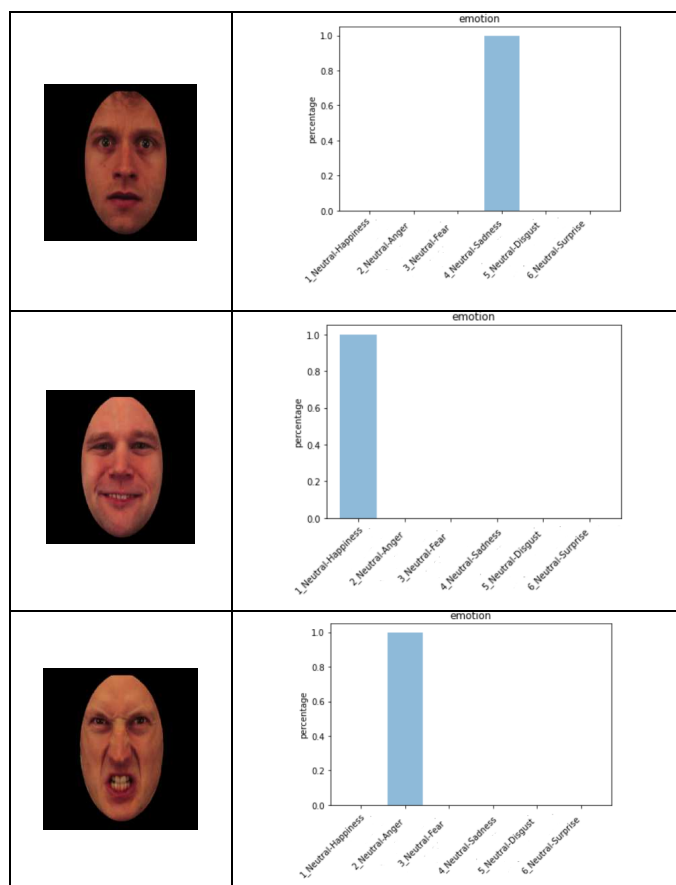 emotion
1.0
0.8
0.6
0.4
0.2
0.0
percentage
1_Neutral-Happiness
2_Neutral-Anger
3_Neutral-Fear
4_Neutral-Sadness
5_Neutral-Disgust
6_Neutral-Surprise
emotion
1.0
0.8
0.6
0.4
0.2
0.0
percentage
1_Neutral-Happiness
2_Neutral-Anger
3_Neutral-Fear
4_Neutral-Sadness
5_Neutral-Disgust
6_Neutral-Surprise
emotion
1.0
0.8
0.6
0.4
0.2
0.0
percentage
1_Neutral-Happiness
2_Neutral-Anger
3_Neutral-Fear
4_Neutral-Sadness
5_Neutral-Disgust
6_Neutral-Surprise